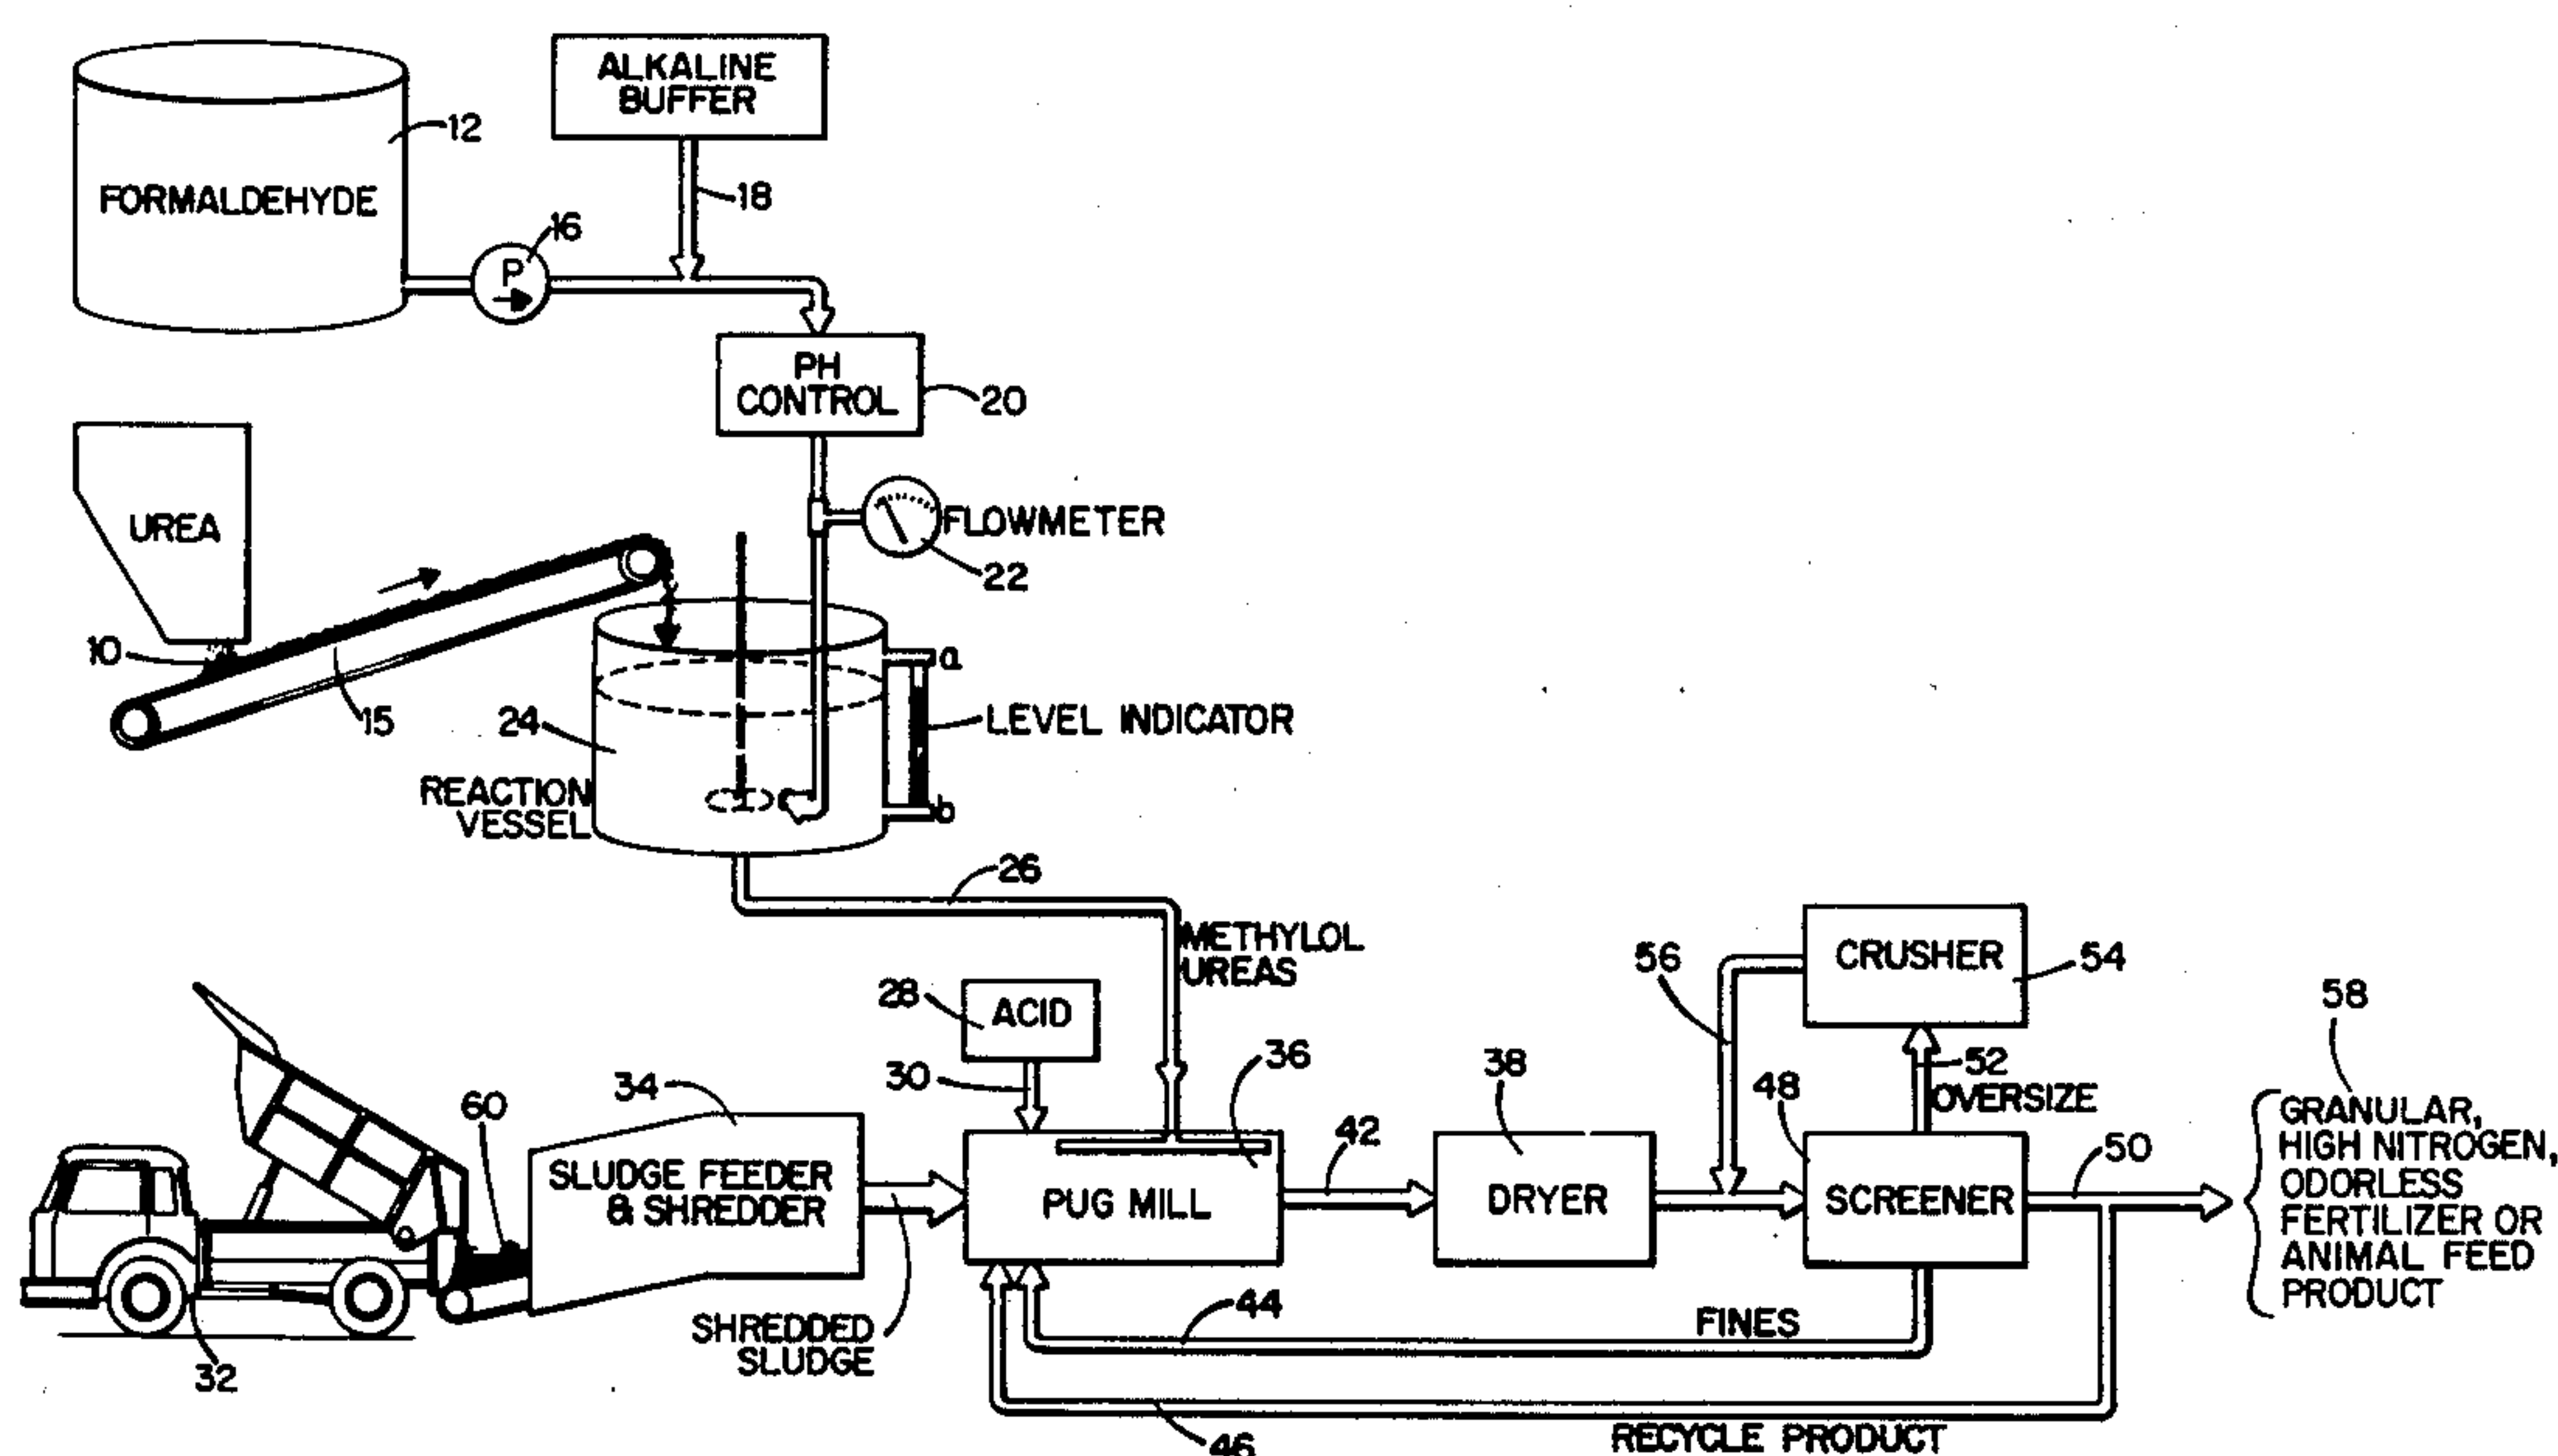 ALKALINE
BUFFER
12
FORMALDEHYDE
18
16
P
PH
CONTROL
20
UREA
FLOWMETER
22
10
15
a
24
LEVEL INDICATOR
REACTION
VESSEL
b
26
METHYLOL
UREAS
CRUSHER
54
56
28
ACID
58
36
30
38
52
34
48
OVERSIZE
60
GRANULAR,
HIGH NITROGEN,
ODORLESS
FERTILIZER OR
ANIMAL FEED
PRODUCT
42
50
SLUDGE FEEDER
& SHREDDER
PUG MILL
DRYER
SCREENER
44
FINES
SHREDDED
SLUDGE
32
46
RECYCLE PRODUCT